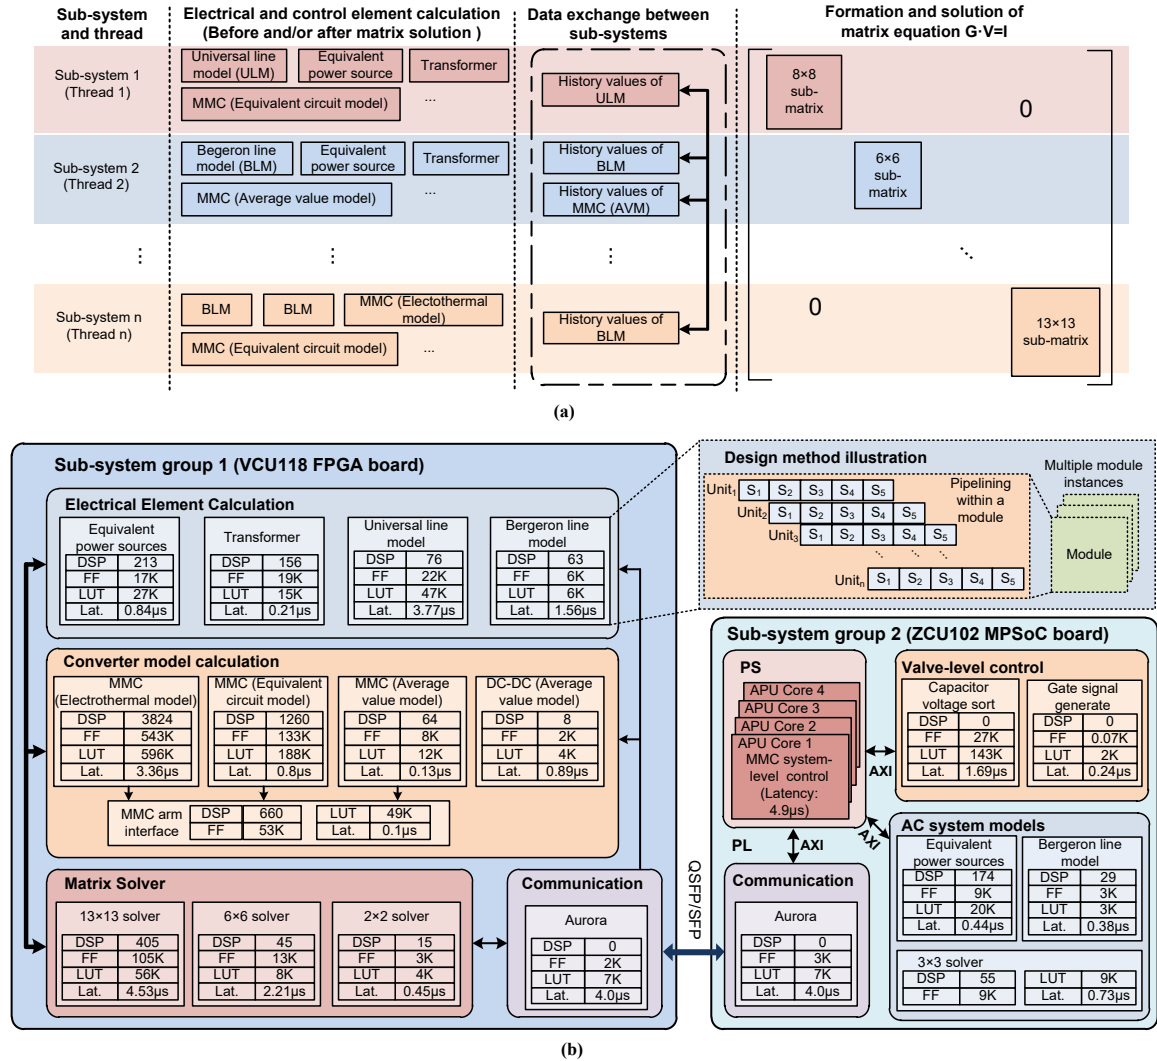 Sub-system
and thread
Electrical and control element calculation
(Before and/or after matrix solution )
Data exchange between
sub-systems
Formation and solution of
matrix equation G·V=I
Sub-system 1
(Thread 1)
Universal line
model (ULM)
Equivalent
power source
Transformer
MMC (Equivalent circuit model)
...
History values of
ULM
8×8
sub-
matrix
0
Sub-system 2
(Thread 2)
Begeron line
model (BLM)
Equivalent
power source
Transformer
MMC (Average value model)
...
History values of
BLM
History values of
MMC (AVM)
6×6
sub-
matrix
⋮
⋮
⋮
⋱
Sub-system n
(Thread n)
BLM
BLM
MMC (Electothermal
model)
MMC (Equivalent circuit model)
...
History values of
BLM
0
13×13
sub-matrix
(a)
Sub-system group 1 (VCU118 FPGA board)
Electrical Element Calculation
Equivalent
power sources
DSP 213
FF 17K
LUT 27K
Lat. 0.84μs
Transformer
DSP 156
FF 19K
LUT 15K
Lat. 0.21μs
Universal line
model
DSP 76
FF 22K
LUT 47K
Lat. 3.77μs
Bergeron line
model
DSP 63
FF 6K
LUT 6K
Lat. 1.56μs
Converter model calculation
MMC
(Electrothermal model)
DSP 3824
FF 543K
LUT 596K
Lat. 3.36μs
MMC (Equivalent
circuit model)
DSP 1260
FF 133K
LUT 188K
Lat. 0.8μs
MMC (Average
value model)
DSP 64
FF 8K
LUT 12K
Lat. 0.13μs
DC-DC (Average
value model)
DSP 8
FF 2K
LUT 4K
Lat. 0.89μs
MMC arm
interface
DSP 660
FF 53K
LUT 49K
Lat. 0.1μs
Matrix Solver
13×13 solver
DSP 405
FF 105K
LUT 56K
Lat. 4.53μs
6×6 solver
DSP 45
FF 13K
LUT 8K
Lat. 2.21μs
2×2 solver
DSP 15
FF 3K
LUT 4K
Lat. 0.45μs
Communication
Aurora
DSP 0
FF 2K
LUT 7K
Lat. 4.0μs
QSFP/SFP
Design method illustration
Unit1 S1 S2 S3 S4 S5
Unit2 S1 S2 S3 S4 S5
Unit3 S1 S2 S3 S4 S5
⋱ ⋱ ⋱
Unitn S1 S2 S3 S4 S5
Pipelining
within a
module
Multiple module
instances
Module
Sub-system group 2 (ZCU102 MPSoC board)
PS
APU Core 4
APU Core 3
APU Core 2
APU Core 1
MMC system-
level control
(Latency:
4.9μs)
AXI
AXI
AXI
PL
Valve-level control
Capacitor
voltage sort
DSP 0
FF 27K
LUT 143K
Lat. 1.69μs
Gate signal
generate
DSP 0
FF 0.07K
LUT 2K
Lat. 0.24μs
AC system models
Equivalent
power sources
DSP 174
FF 9K
LUT 20K
Lat. 0.44μs
Bergeron line
model
DSP 29
FF 3K
LUT 3K
Lat. 0.38μs
3×3 solver
DSP 55
FF 9K
LUT 9K
Lat. 0.73μs
Communication
Aurora
DSP 0
FF 3K
LUT 7K
Lat. 4.0μs
(b)